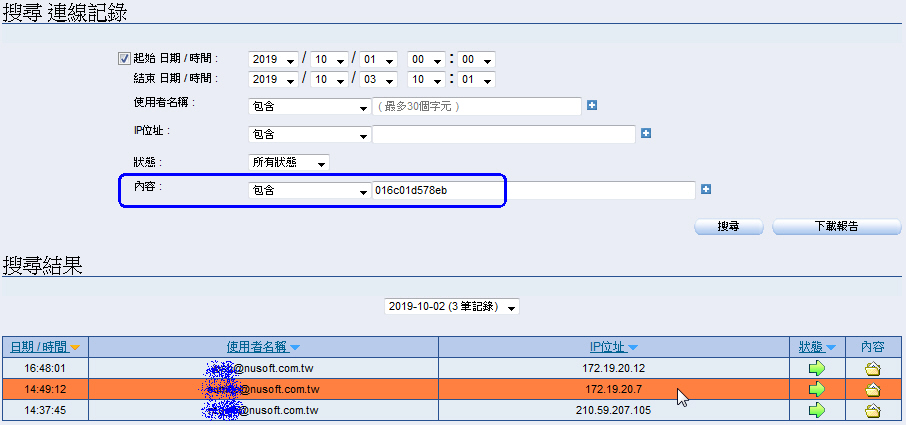 搜尋 連線記錄
起始 日期 / 時間 : 2019 / 10 / 01 00 : 00
結束 日期 / 時間 : 2019 / 10 / 03 10 : 01
使用者名稱 : 包含 ( 最多30個字元 )
IP位址 : 包含
狀態 : 所有狀態
內容 : 包含 016c01d578eb
搜尋 下載報告
搜尋結果
2019-10-02 (3 筆記錄)
日期 / 時間 使用者名稱 IP位址 狀態 內容
16:48:01 @nusoft.com.tw 172.19.20.12
14:49:12 @nusoft.com.tw 172.19.20.7
14:37:45 @nusoft.com.tw 210.59.207.105